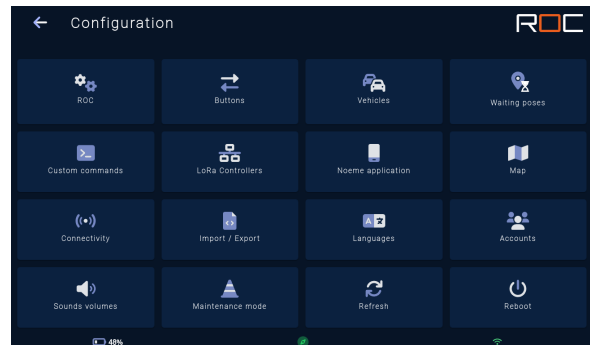 Configuration
ROC
ROC
Buttons
Vehicles
Waiting poses
Custom commands
LoRa Controllers
Noeme application
Map
Connectivity
Import / Export
Languages
Accounts
Sounds volumes
Maintenance mode
Refresh
Reboot
48%